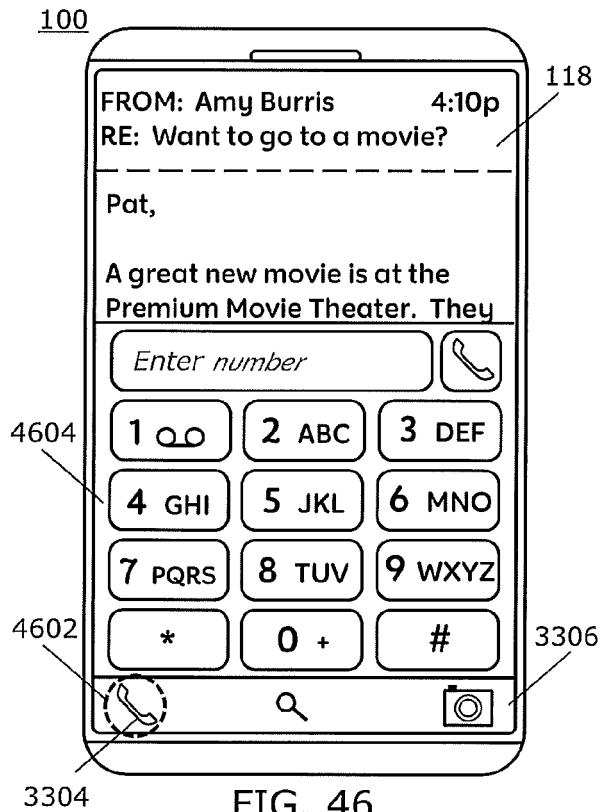 100
118
FROM: Amy Burris 4:10p
RE: Want to go to a movie?
Pat,
A great new movie is at the
Premium Movie Theater. They
Enter number
4604
1 2 ABC 3 DEF
4 GHI 5 JKL 6 MNO
7 PQRS 8 TUV 9 WXYZ
4602
* 0 + #
3306
3304
FIG. 46